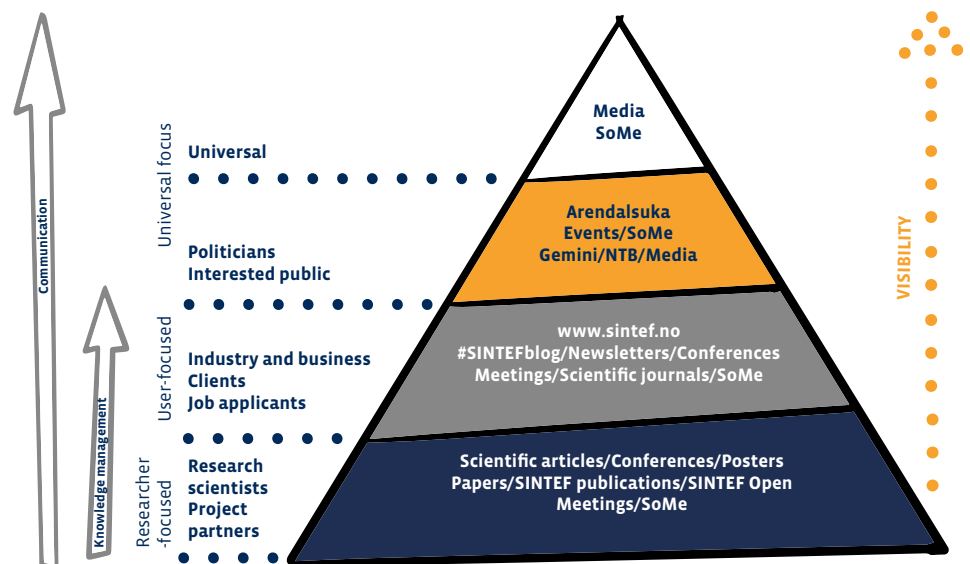 Communication
Knowledge management
Universal focus
User-focused
Researcher
-focused
Universal
Politicians
Interested public
Industry and business
Clients
Job applicants
Research
scientists
Project
partners
Media
SoMe
Arendalsuka
Events/SoMe
Gemini/NTB/Media
www.sintef.no
#SINTEFblog/Newsletters/Conferences
Meetings/Scientific journals/SoMe
Scientific articles/Conferences/Posters
Papers/SINTEF publications/SINTEF Open
Meetings/SoMe
VISIBILITY